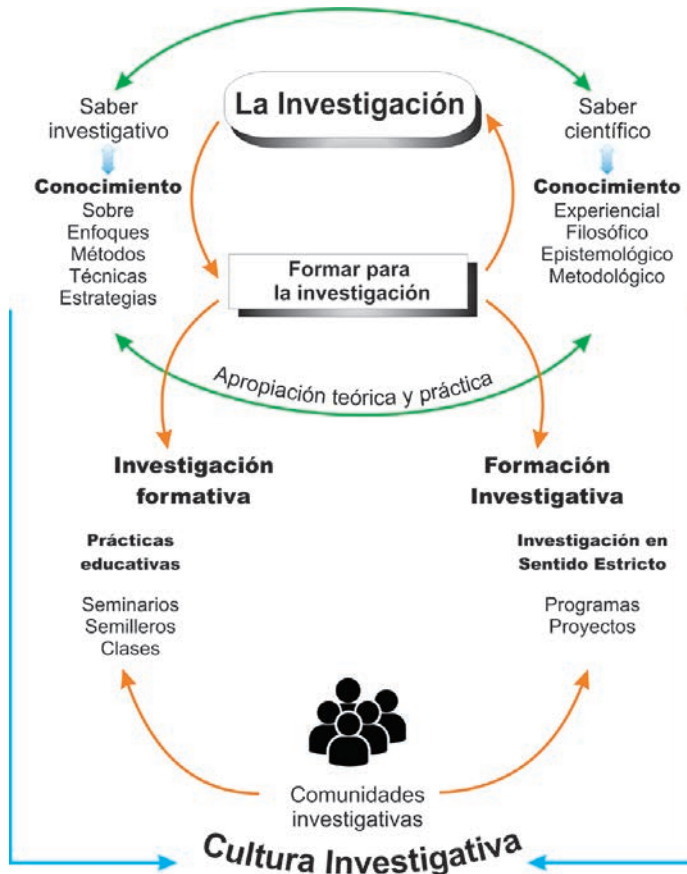 La Investigación
Saber
investigativo
Conocimiento
Sobre
Enfoques
Métodos
Técnicas
Estrategias
Saber
científico
Conocimiento
Experiencial
Filosófico
Epistemológico
Metodológico
Formar para
la investigación
Apropiación teórica y práctica
Investigación
formativa
Prácticas
educativas
Seminarios
Semilleros
Clases
Formación
Investigativa
Investigación en
Sentido Estricto
Programas
Proyectos
Comunidades
investigativas
Cultura Investigativa